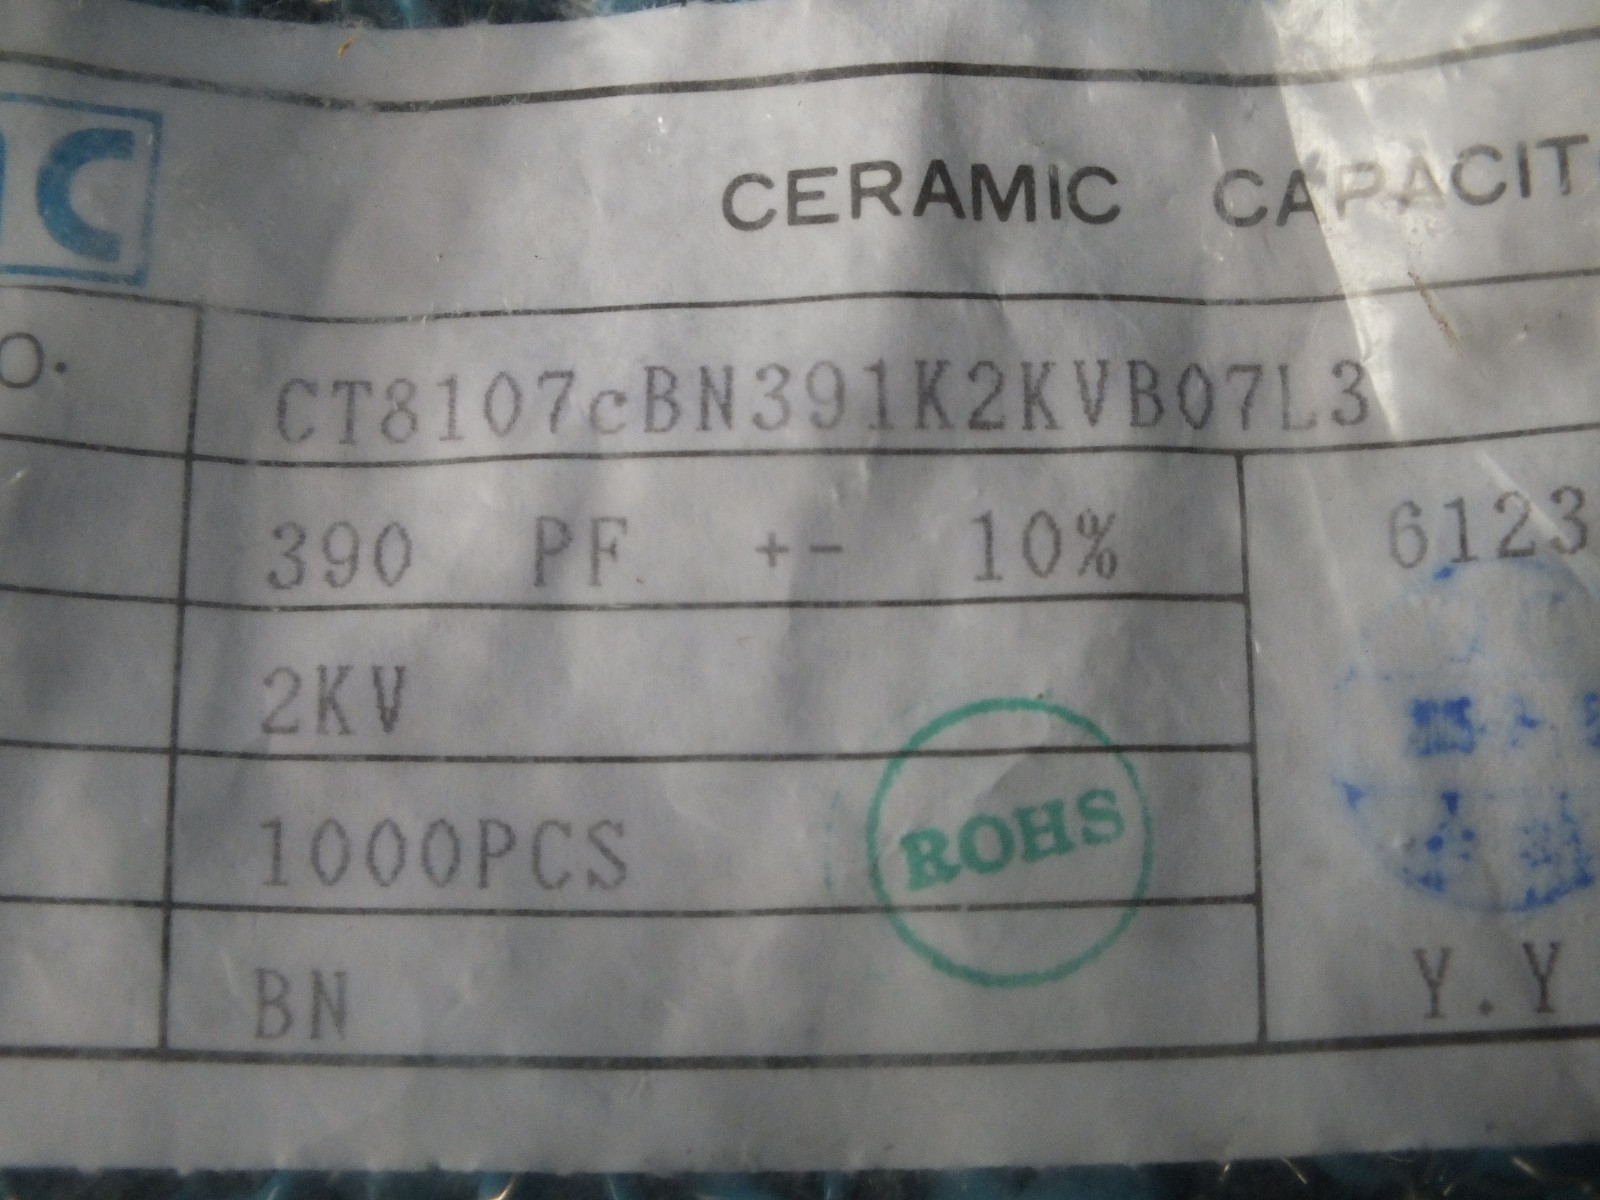 C
CERAMIC CAPACIT
O.
CT8107cBN391K2KVB07L3
390 PF +- 10%
6123
2KV
1000PCS
ROHS
BN
Y.Y